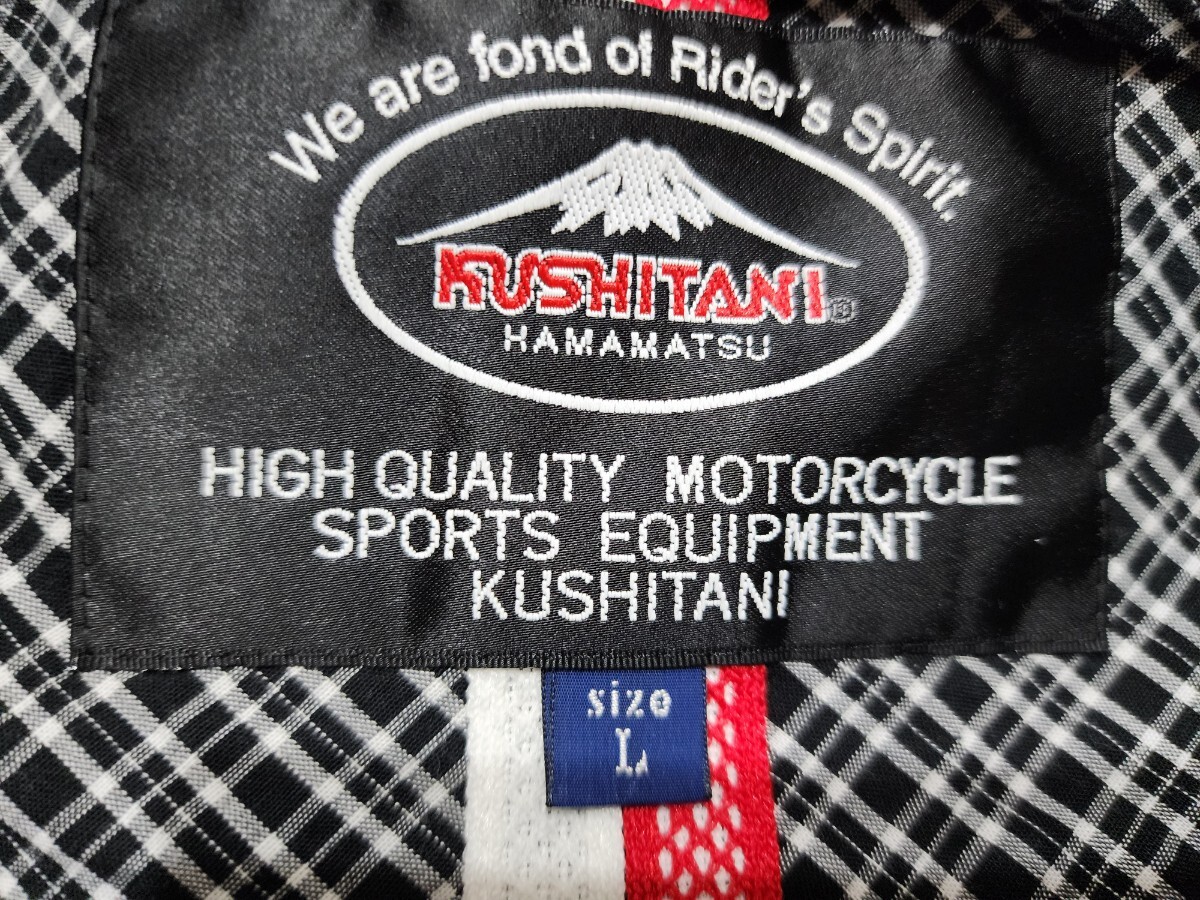 We are fond of Rider's Spirit.
KUSHITANI®
HAMAMATSU
HIGH QUALITY MOTORCYCLE
SPORTS EQUIPMENT
KUSHITANI
size
L